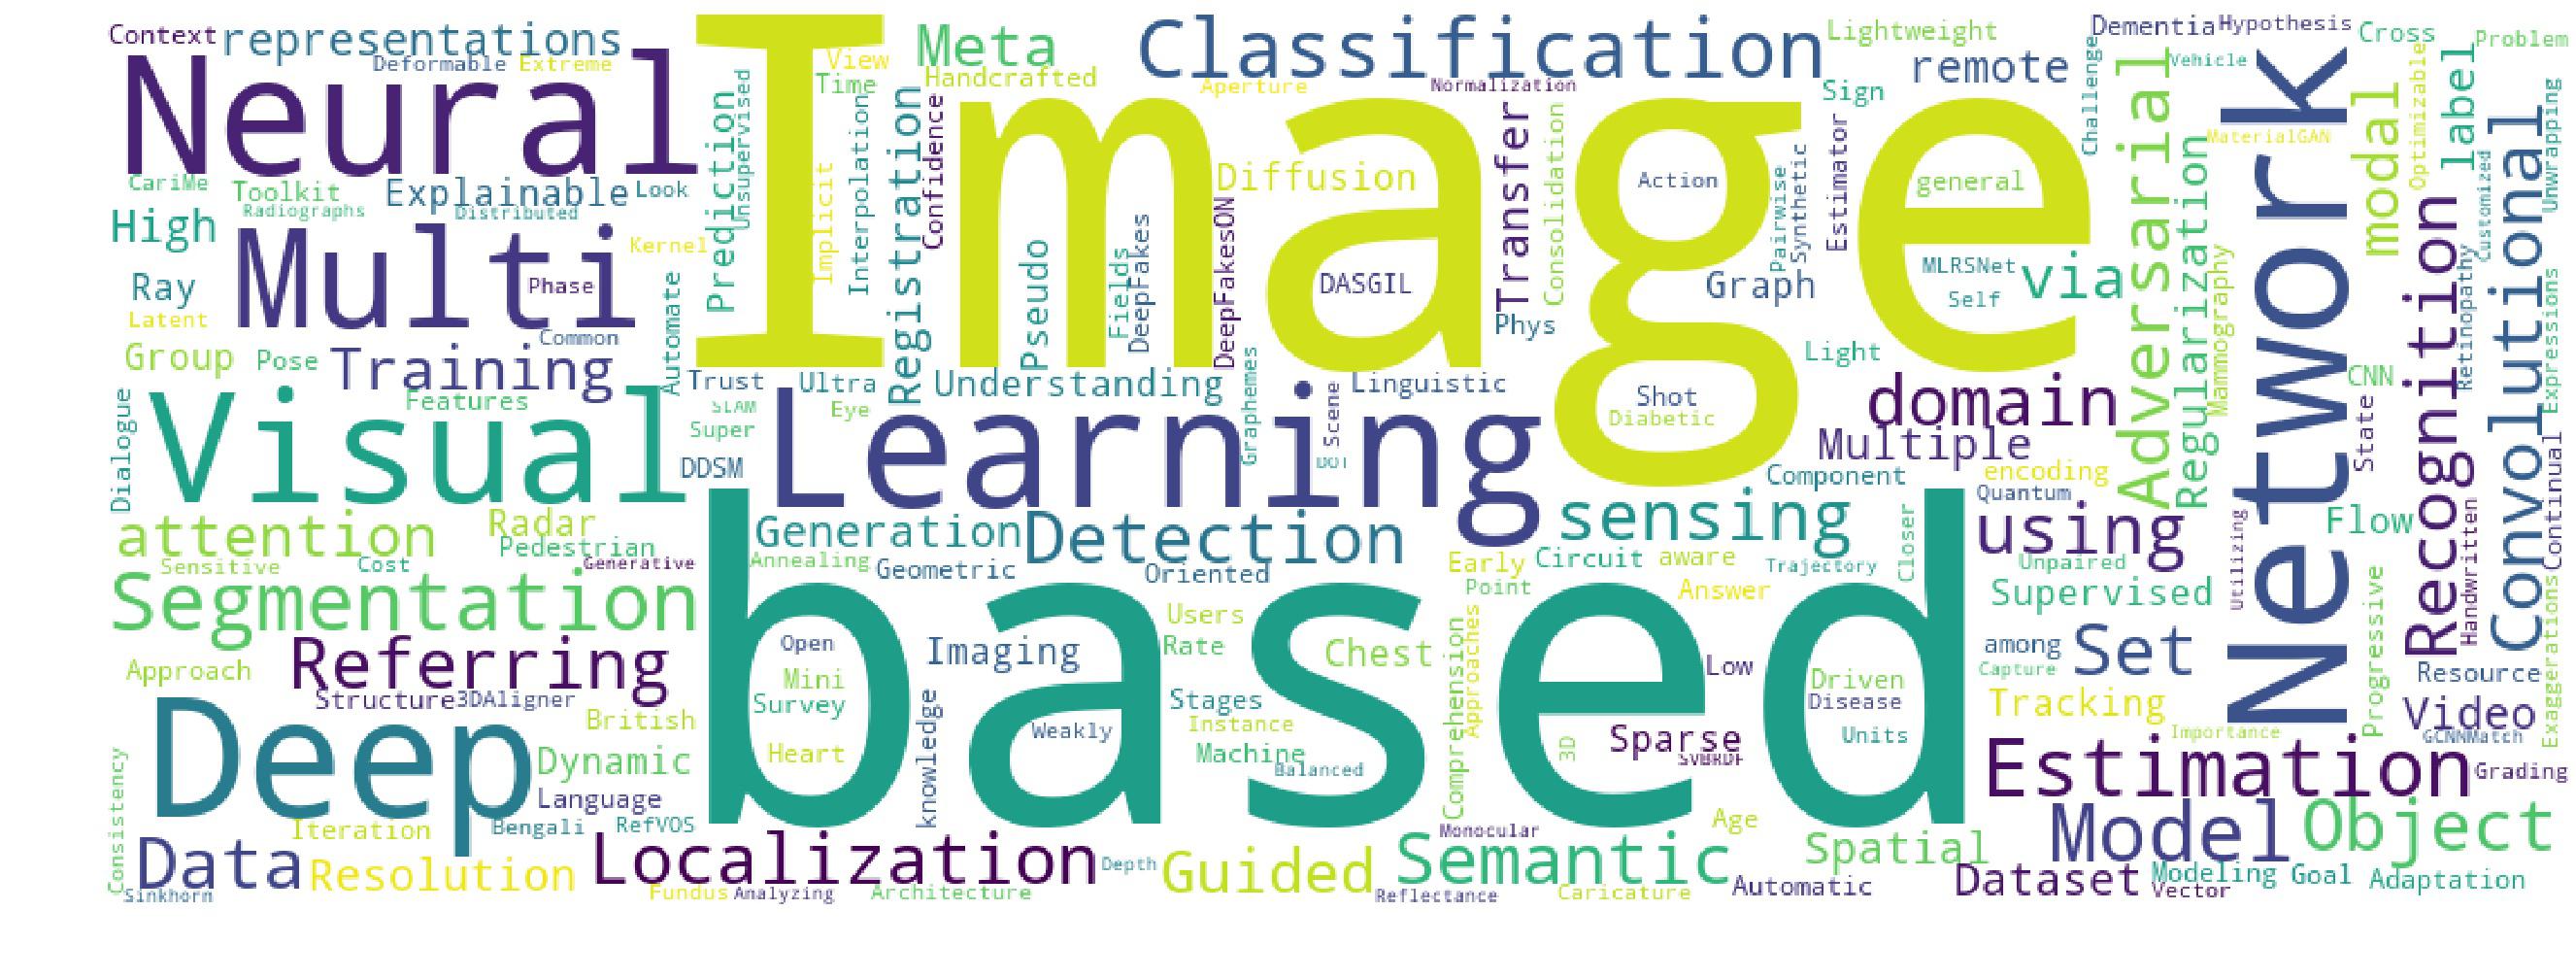 Context
representations
Deformable
Extreme
Neural
Image
View
Time
Meta
Handcrafted
Classification
Aperture
Normalization
Lightweight
remote
Sign
Dementia
Hypothesis
Cross
Problem
Vehicle
Challenge
Adversarial
Network
MaterialGAN
modal
Optimizable
label
Convolutional
Unwrapping
CariMe
Toolkit
Radiographs
Explainable
Distributed
Look
High
Multi
Kernel
Prediction
Unsupervised
Implicit
Interpolation
Registration
Confidence
Diffusion
Transfer
Consolidation
Action
Pairwise
Synthetic
Estimator
general
Regularization
Mammography
Recognition
Retinopathy
Customized
Expressions
Ray
Phase
Latent
Common
Group
Pose
Training
Automate
Pseudo
Fields
DeepFakes
DeepFakesON
DASGIL
Phys
Graph
MLRSNet
Self
via
Light
Visual
Features
Dialogue
Trust
Ultra
SLAM
Eye
Super
DDSM
Understanding
Learning
Graphemes
Scene
DOT
Linguistic
Shot
Diabetic
domain
Multiple
Component
encoding
Quantum
CNN
State
Continual
attention
Radar
Pedestrian
Sensitive
Cost
Generative
Segmentation
based
Generation
Annealing
Geometric
Detection
Oriented
sensing
Early
Circuit
aware
Point
Answer
Trajectory
Closer
using
Unpaired
Supervised
Utilizing
Flow
Handwritten
Progressive
Exaggerations
Referring
Approach
Structure
3DAligner
British
Open
Mini
Survey
Heart
Imaging
knowledge
Weakly
Users
Rate
Stages
Instance
Machine
Balanced
Chest
Comprehension
Approaches
3D
Low
Sparse
SVBRDF
Driven
Disease
Units
among
Capture
Set
Tracking
Importance
Resource
Video
GCNNMatch
Deep
Dynamic
Language
Consistency
Iteration
Bengali
RefVOS
Data
Resolution
Sinkhorn
Localization
Fundus
Analyzing
Architecture
Depth
Guided
Monocular
Semantic
Reflectance
Caricature
Age
Spatial
Automatic
Estimation
Grading
Model
Object
Dataset
Modeling
Vector
Goal
Adaptation